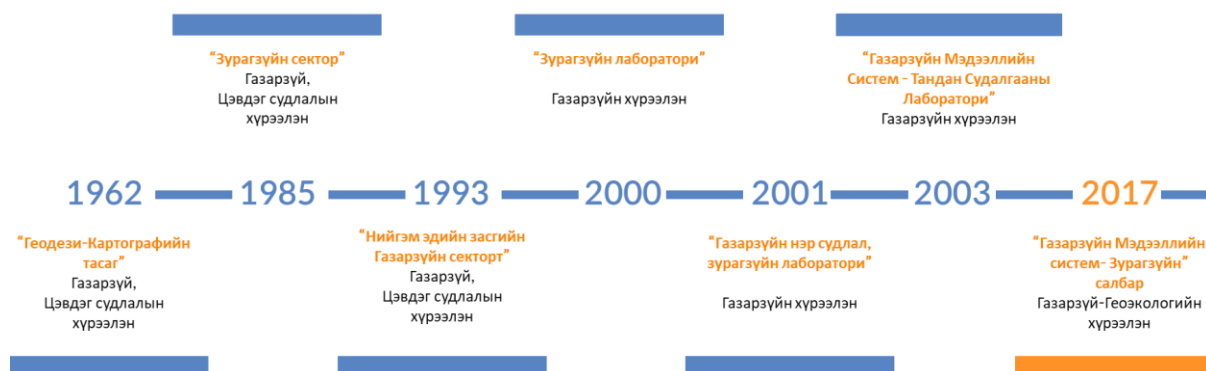 “Зурагзүйн сектор”
Газарзүй,
Цэвдэг судлалын
хүрээлэн
“Зурагзүйн лаборатори”
Газарзүйн хүрээлэн
“Газарзүйн Мэдээллийн
Систем - Тандан Судалгааны
Лаборатори”
Газарзүйн хүрээлэн
1962 1985 1993 2000 2001 2003 2017
“Геодези-Картографийн
тасаг”
Газарзүй,
Цэвдэг судлалын
хүрээлэн
“Нийгэм эдийн засгийн
Газарзүйн секторт”
Газарзүй,
Цэвдэг судлалын
хүрээлэн
“Газарзүйн нэр судлал,
зурагзүйн лаборатори”
Газарзүйн хүрээлэн
“Газарзүйн Мэдээллийн
систем- Зурагзүйн”
салбар
Газарзүй-Геоэкологийн
хүрээлэн